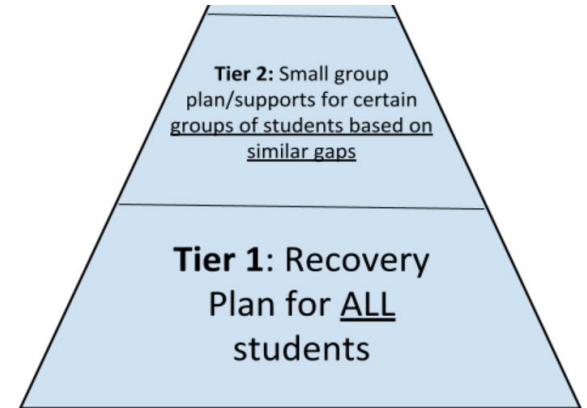 Tier 2: Small group
plan/supports for certain
groups of students based on
similar gaps
Tier 1: Recovery
Plan for ALL
students